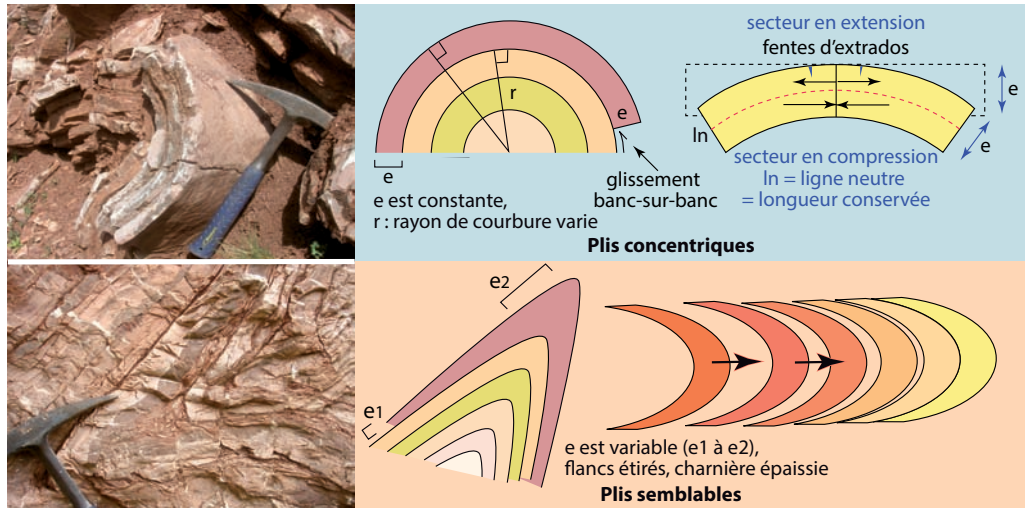 r
e
e
e est constante,
r : rayon de courbure varie
glissement
banc-sur-banc
secteur en extension
fentes d'extrados
e
ln
e
secteur en compression
ln = ligne neutre
= longueur conservée
Plis concentriques
e2
e1
e est variable (e1 à e2),
flancs étirés, charnière épaissie
Plis semblables